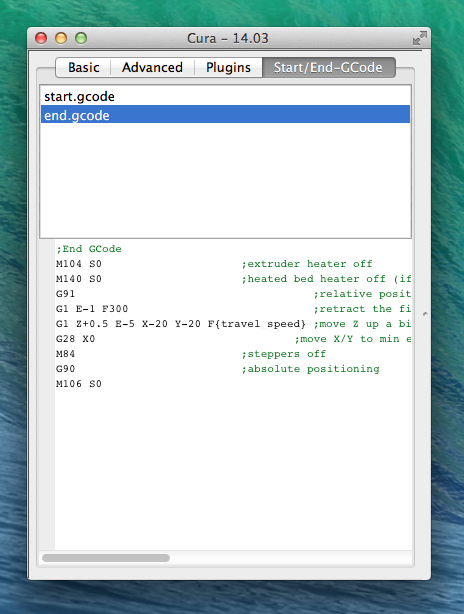 Cura - 14.03
Basic Advanced Plugins Start/End-GCode
start.gcode
end.gcode
;End GCode
M104 S0 ;extruder heater off
M140 S0 ;heated bed heater off (if
G91 ;relative posit
G1 E-1 F300 ;retract the fi
G1 Z+0.5 E-5 X-20 Y-20 F{travel speed} ;move Z up a bi
G28 X0 ;move X/Y to min e
M84 ;steppers off
G90 ;absolute positioning
M106 S0